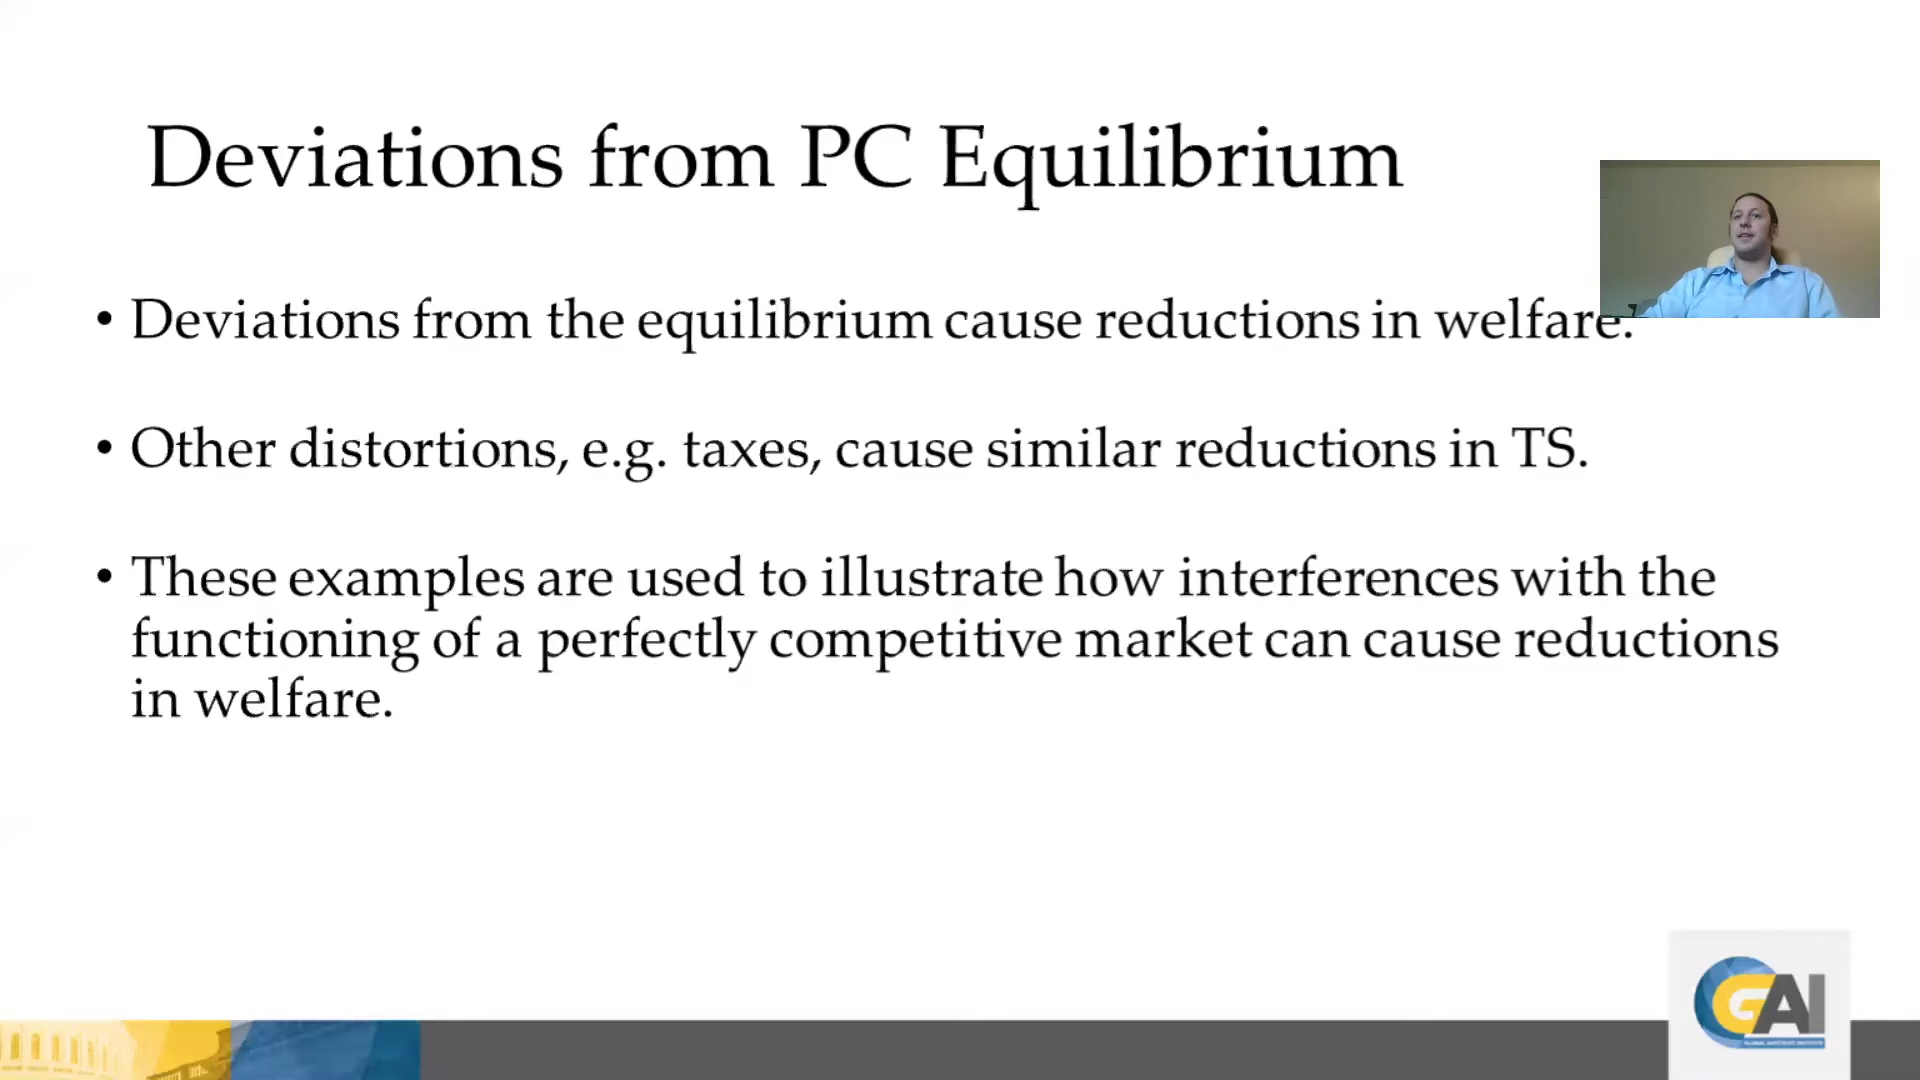 Deviations from PC Equilibrium
• Deviations from the equilibrium cause reductions in welfare.
• Other distortions, e.g. taxes, cause similar reductions in TS.
• These examples are used to illustrate how interferences with the
functioning of a perfectly competitive market can cause reductions
in welfare.
GAI